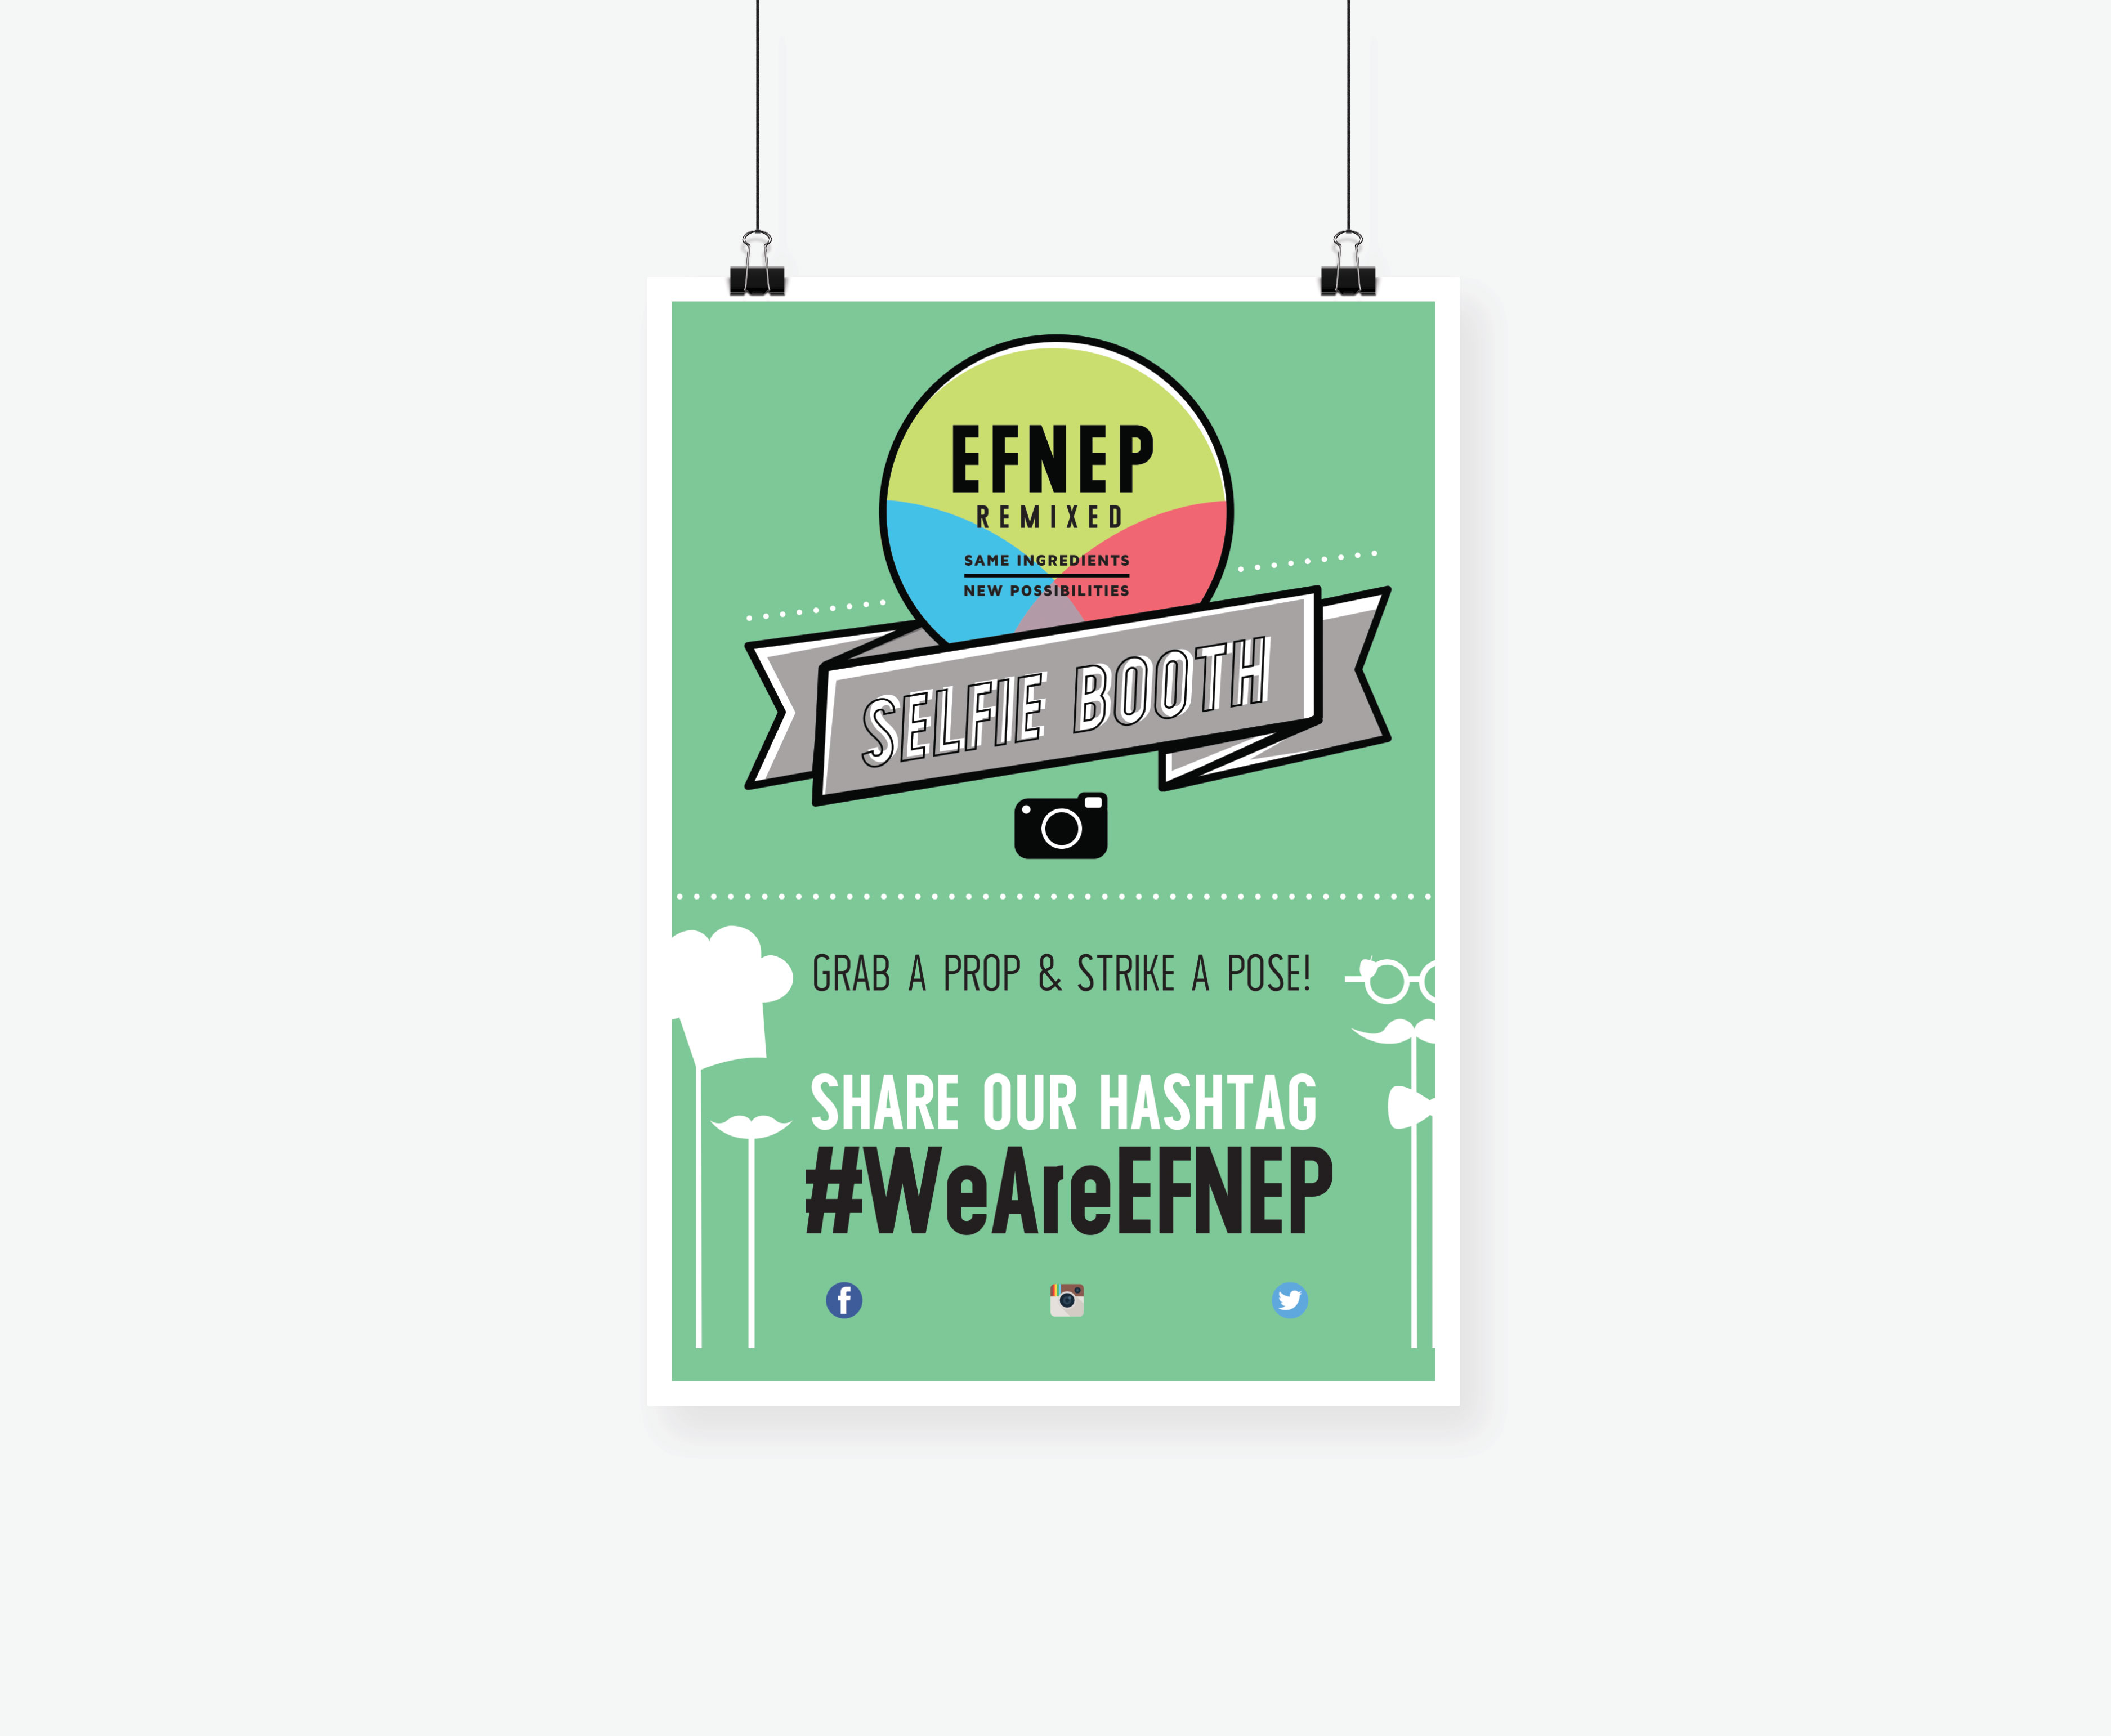 EFNEP
REMIXED
SAME INGREDIENTS
NEW POSSIBILITIES
SELFIE BOOTH
GRAB A PROP & STRIKE A POSE!
SHARE OUR HASHTAG
#WeAreEFNEP